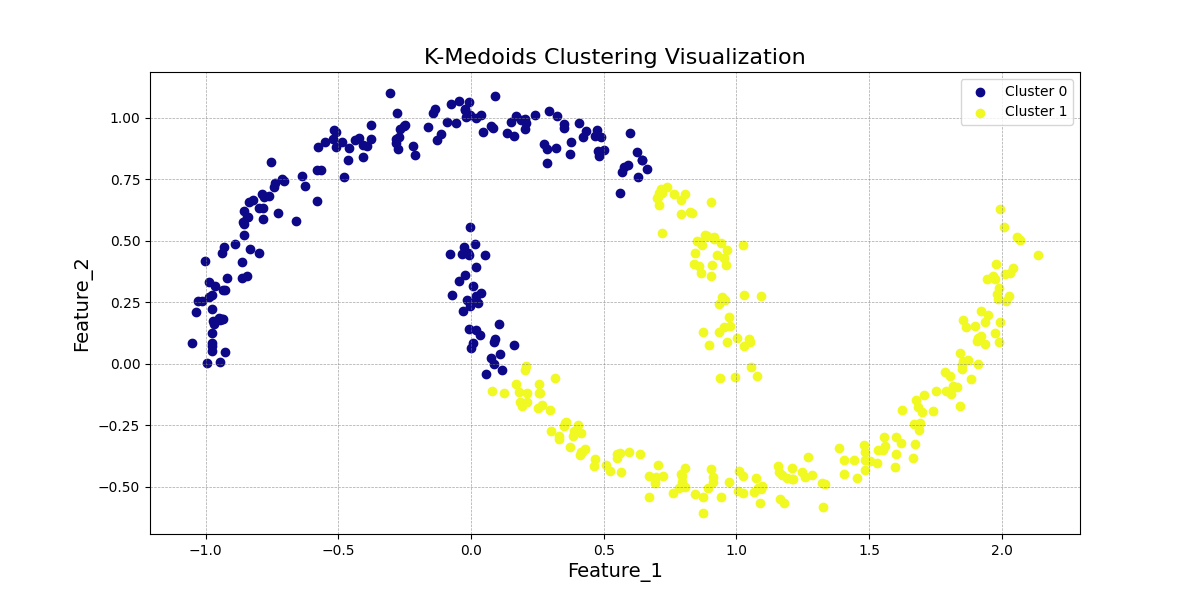 K-Medoids Clustering Visualization
Cluster 0
Cluster 1
Feature_2
1.00
0.75
0.50
0.25
0.00
−0.25
−0.50
−1.0 −0.5 0.0 0.5 1.0 1.5 2.0
Feature_1